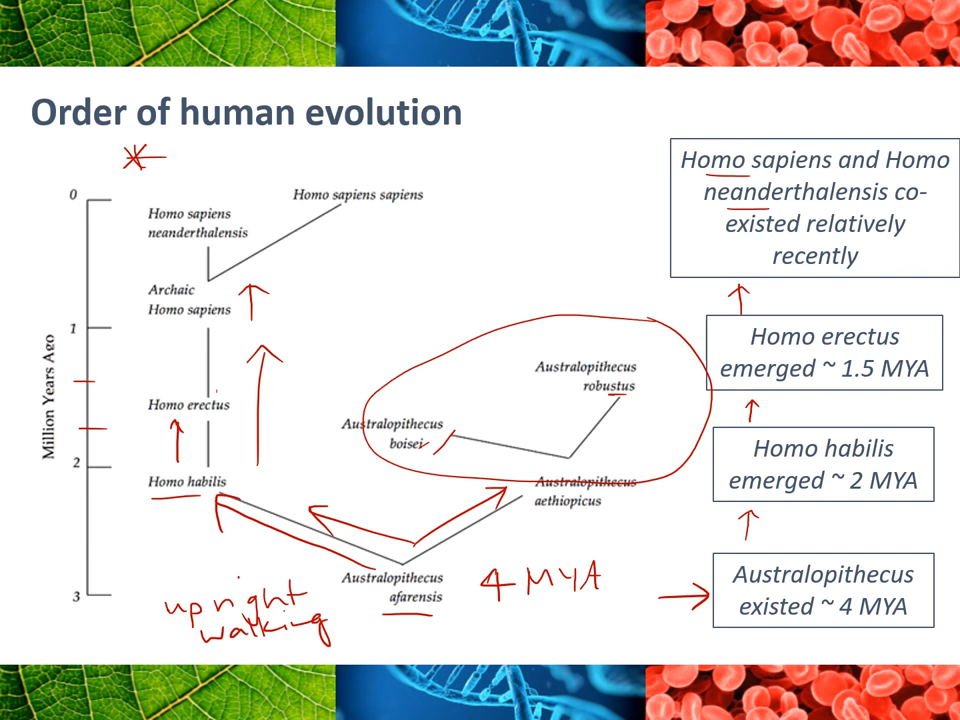 Order of human evolution
0
1
2
3
Million Years Ago
Homo sapiens
neanderthalensis
Homo sapiens sapiens
Archaic
Homo sapiens
Homo erectus
Homo habilis
Australopithecus
robustus
Australopithecus
boisei
Australopithecus
aethiopicus
Australopithecus
afarensis
4 MYA
upright
walking
Homo sapiens and Homo
neanderthalensis co-
existed relatively
recently
Homo erectus
emerged ~ 1.5 MYA
Homo habilis
emerged ~ 2 MYA
Australopithecus
existed ~ 4 MYA